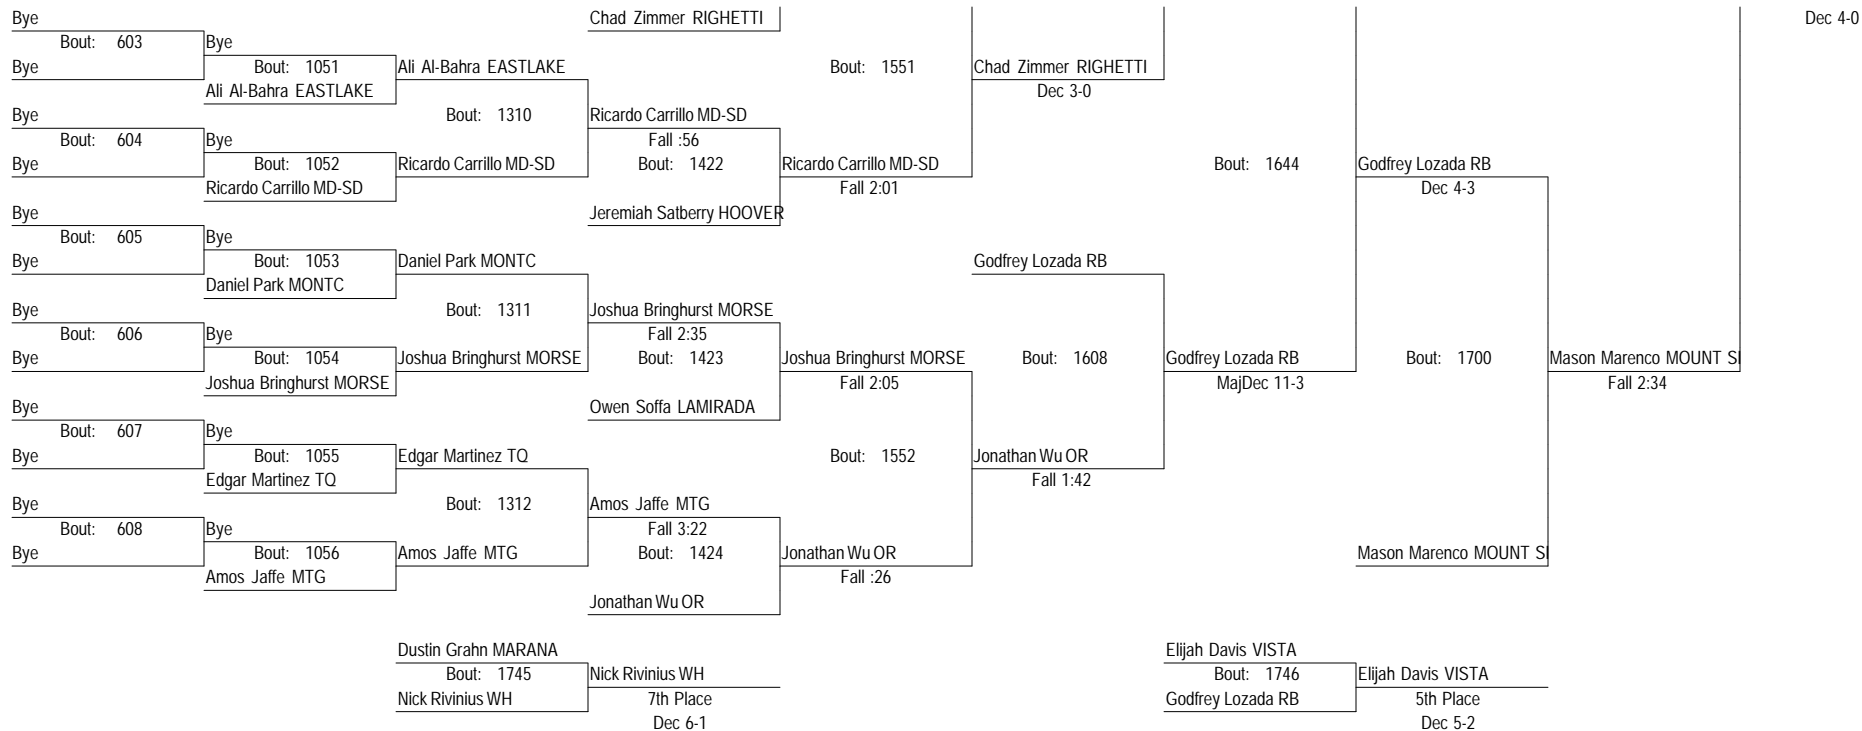 Bye Chad Zimmer RIGHETTI Dec 4-0
Bout: 603 Bye
Bye Bout: 1051 Ali Al-Bahra EASTLAKE Bout: 1551 Chad Zimmer RIGHETTI
Ali Al-Bahra EASTLAKE Dec 3-0
Bye Bout: 1310 Ricardo Carrillo MD-SD
Bout: 604 Bye Fall :56
Bye Bout: 1052 Ricardo Carrillo MD-SD Bout: 1422 Ricardo Carrillo MD-SD Bout: 1644 Godfrey Lozada RB
Ricardo Carrillo MD-SD Fall 2:01 Dec 4-3
Bye Jeremiah Satberry HOOVER
Bout: 605 Bye
Bye Bout: 1053 Daniel Park MONTC Godfrey Lozada RB
Daniel Park MONTC
Bye Bout: 1311 Joshua Bringhurst MORSE
Bout: 606 Bye Fall 2:35
Bye Bout: 1054 Joshua Bringhurst MORSE Bout: 1423 Joshua Bringhurst MORSE Bout: 1608 Godfrey Lozada RB Bout: 1700 Mason Marenco MOUNT SI
Joshua Bringhurst MORSE Fall 2:05 MajDec 11-3 Fall 2:34
Bye Owen Soffa LAMIRADA
Bout: 607 Bye
Bye Bout: 1055 Edgar Martinez TQ Bout: 1552 Jonathan Wu OR
Edgar Martinez TQ Fall 1:42
Bye Bout: 1312 Amos Jaffe MTG
Bout: 608 Bye Fall 3:22
Bye Bout: 1056 Amos Jaffe MTG Bout: 1424 Jonathan Wu OR Mason Marenco MOUNT SI
Amos Jaffe MTG Fall :26
Jonathan Wu OR
Dustin Grahn MARANA Elijah Davis VISTA
Bout: 1745 Nick Rivinius WH Bout: 1746 Elijah Davis VISTA
Nick Rivinius WH 7th Place Godfrey Lozada RB 5th Place
Dec 6-1 Dec 5-2